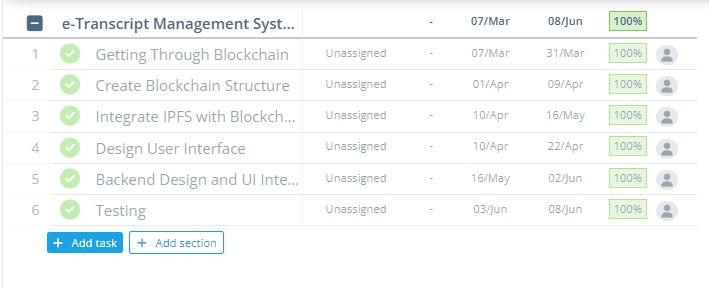 e-Transcript Management Syst... - 07/Mar 08/Jun 100%
1 Getting Through Blockchain Unassigned - 07/Mar 31/Mar 100%
2 Create Blockchain Structure Unassigned - 01/Apr 09/Apr 100%
3 Integrate IPFS with Blockch... Unassigned - 10/Apr 16/May 100%
4 Design User Interface Unassigned - 10/Apr 22/Apr 100%
5 Backend Design and UI Inte... Unassigned - 16/May 02/Jun 100%
6 Testing Unassigned - 03/Jun 08/Jun 100%
+ Add task + Add section